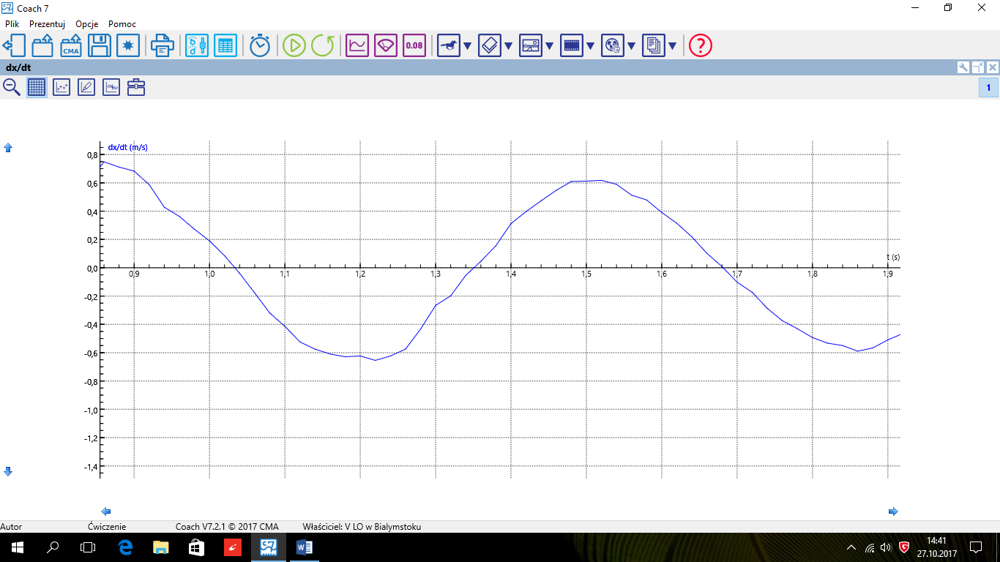 Coach 7
Plik Prezentuj Opcje Pomoc
CMA
0.08
?
dx/dt
1
dx/dt (m/s)
0,8
0,6
0,4
0,2
0,0
-0,2
-0,4
-0,6
-0,8
-1,0
-1,2
-1,4
t (s)
0,9 1,0 1,1 1,2 1,3 1,4 1,5 1,6 1,7 1,8 1,9
Autor Ćwiczenie Coach V7.2.1 © 2017 CMA Właściciel: V LO w Bialymstoku
14:41
27.10.2017